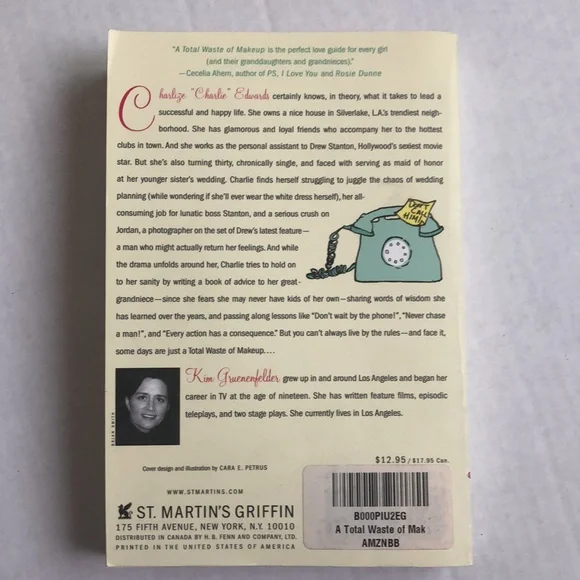 "A Total Waste of Makeup is the perfect love guide for every girl
(and their granddaughters and grandnieces)."
—Cecelia Ahern, author of PS, I Love You and Rosie Dunne
Charlize "Charlie" Edwards certainly knows, in theory, what it takes to lead a
successful and happy life. She owns a nice house in Silverlake, L.A.'s trendiest neigh-
borhood. She has glamorous and loyal friends who accompany her to the hottest
clubs in town. And she works as the personal assistant to Drew Stanton, Hollywood's sexiest movie
star. But she's also turning thirty, chronically single, and faced with serving as maid of honor
at her younger sister's wedding. Charlie finds herself struggling to juggle the chaos of wedding
planning (while wondering if she'll ever wear the white dress herself), her all-
consuming job for lunatic boss Stanton, and a serious crush on
Jordan, a photographer on the set of Drew's latest feature—
a man who might actually return her feelings. And while
the drama unfolds around her, Charlie tries to hold on
to her sanity by writing a book of advice to her great-
grandniece—since she fears she may never have kids of her own—sharing words of wisdom she
has learned over the years, and passing along lessons like "Don't wait by the phone!", "Never chase
a man!", and "Every action has a consequence." But you can't always live by the rules—and face it,
some days are just a Total Waste of Makeup....
DON'T
CALL
HIM!
Kim Gruenenfelder grew up in and around Los Angeles and began her
career in TV at the age of nineteen. She has written feature films, episodic
teleplays, and two stage plays. She currently lives in Los Angeles.
BRIAN SMITH
$12.95 / $17.95 Can.
Cover design and illustration by CARA E. PETRUS
WWW.STMARTINS.COM
ST. MARTIN'S GRIFFIN
175 FIFTH AVENUE, NEW YORK, N.Y. 10010
DISTRIBUTED IN CANADA BY H. B. FENN AND COMPANY, LTD.
PRINTED IN THE UNITED STATES OF AMERICA
B000PIU2EG
A Total Waste of Mak
AMZNBB